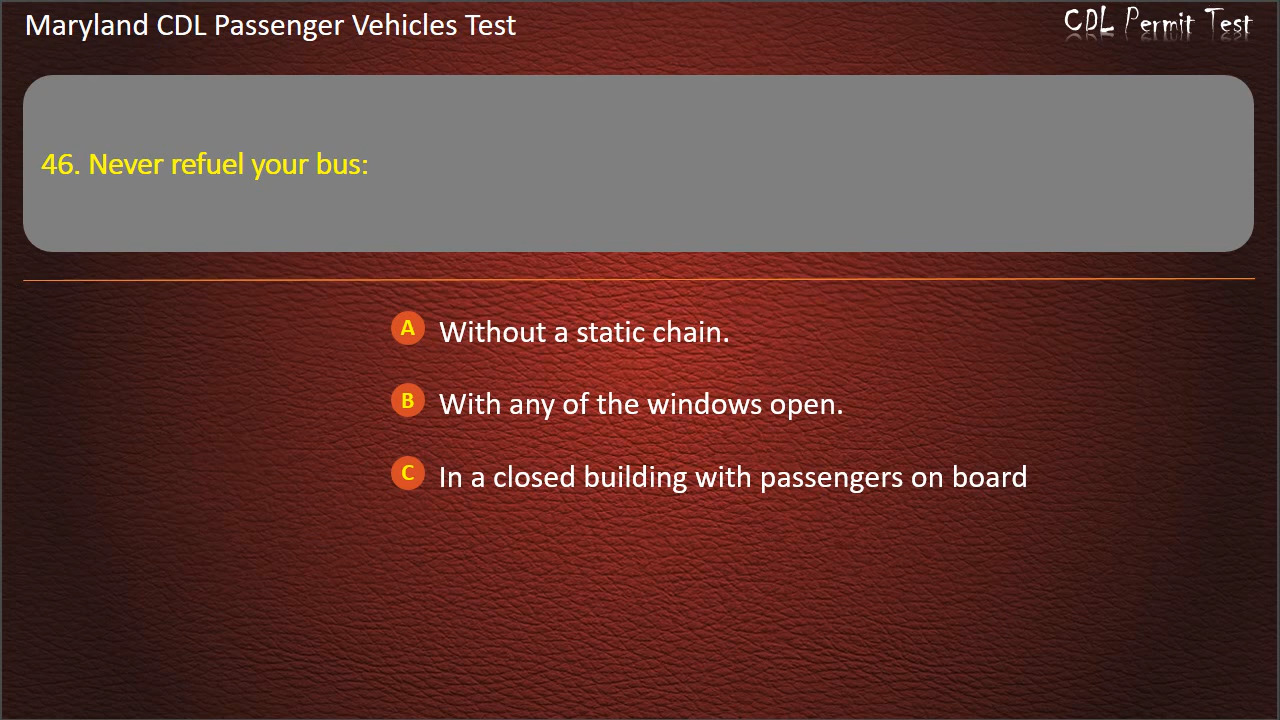 Maryland CDL Passenger Vehicles Test
CDL Permit Test
46. Never refuel your bus:
A Without a static chain.
B With any of the windows open.
C In a closed building with passengers on board